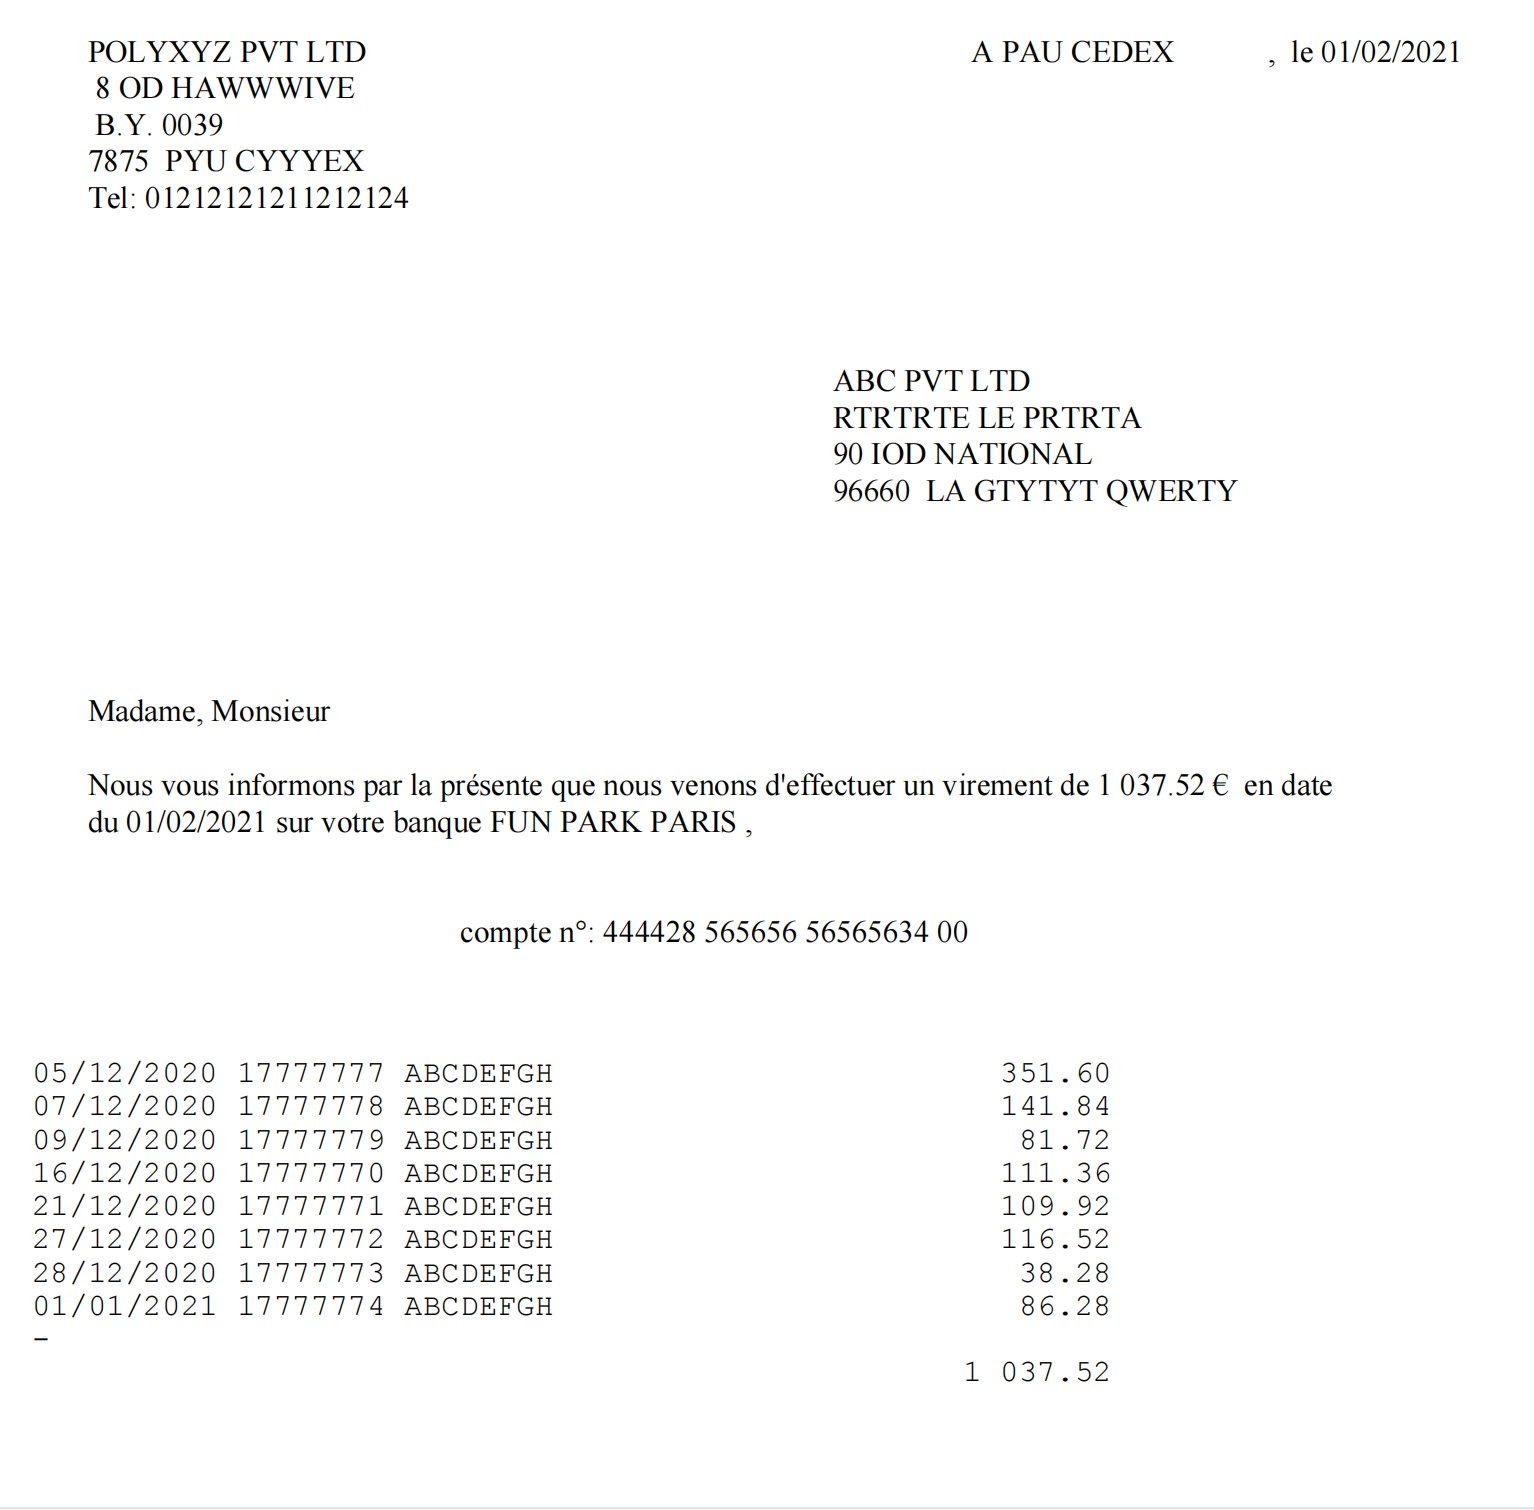 POLYXYZ PVT LTD
A PAU CEDEX , le 01/02/2021
8 OD HAWWWIVE
B.Y. 0039
7875 PYU CYYYEX
Tel: 01212121211212124
ABC PVT LTD
RTRTRTE LE PRTRTA
90 IOD NATIONAL
96660 LA GTYTYT QWERTY
Madame, Monsieur
Nous vous informons par la présente que nous venons d'effectuer un virement de 1 037.52 € en date
du 01/02/2021 sur votre banque FUN PARK PARIS ,
compte n°: 444428 565656 56565634 00
05/12/2020 17777777 ABCDEFGH 351.60
07/12/2020 17777778 ABCDEFGH 141.84
09/12/2020 17777779 ABCDEFGH 81.72
16/12/2020 17777770 ABCDEFGH 111.36
21/12/2020 17777771 ABCDEFGH 109.92
27/12/2020 17777772 ABCDEFGH 116.52
28/12/2020 17777773 ABCDEFGH 38.28
01/01/2021 17777774 ABCDEFGH 86.28
–
1 037.52